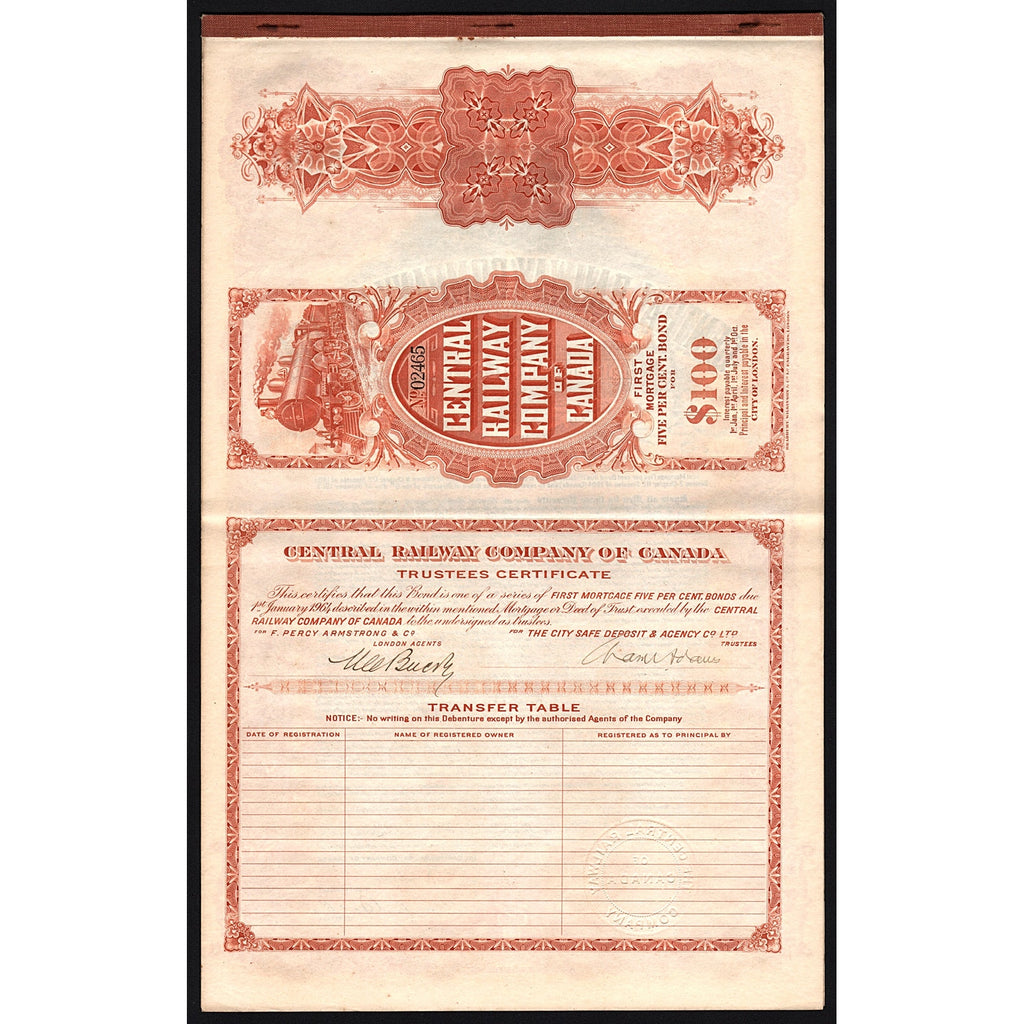 No. 02465
CENTRAL
RAILWAY
COMPANY
OF
CANADA
FIRST
MORTGAGE
FIVE PER CENT. BOND
FOR
$100
Interest payable quarterly
1st Jan. 1st April, 1st July and 1st Oct.
Principal and Interest payable in the
CITY OF LONDON.
CENTRAL RAILWAY COMPANY OF CANADA
TRUSTEES CERTIFICATE
This certifies that this Bond is one of a series of FIRST MORTGAGE FIVE PER CENT. BONDS due
1st January 1961, described in the within mentioned Mortgage or Deed of Trust executed by the CENTRAL
RAILWAY COMPANY OF CANADA to the undersigned as trustees.
FOR F. PERCY ARMSTRONG & Co FOR THE CITY SAFE DEPOSIT & AGENCY Co LTD
LONDON AGENTS TRUSTEES
TRANSFER TABLE
NOTICE:- No writing on this Debenture except by the authorised Agents of the Company
DATE OF REGISTRATION NAME OF REGISTERED OWNER REGISTERED AS TO PRINCIPAL BY
CENTRAL RAILWAY
OF
CANADA
COMPANY